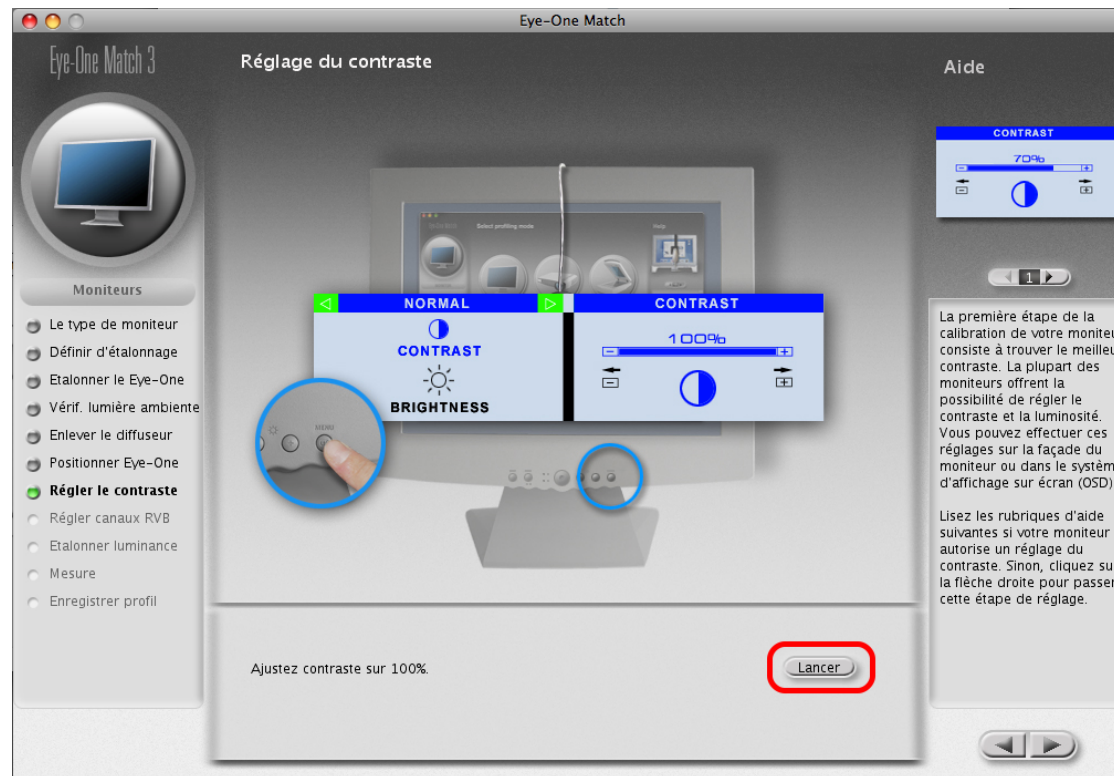 Eye-One Match
Eye-One Match 3
Réglage du contraste
Aide
Moniteurs
Le type de moniteur
Définir d'étalonnage
Etalonner le Eye-One
Vérif. lumière ambiente
Enlever le diffuseur
Positionner Eye-One
Régler le contraste
Régler canaux RVB
Etalonner luminance
Mesure
Enregistrer profil
Select profiling mode
Help
NORMAL
CONTRAST
BRIGHTNESS
CONTRAST
100%
MENU
Ajustez contraste sur 100%.
Lancer
CONTRAST
70%
1
La première étape de la
calibration de votre moniteu
consiste à trouver le meilleu
contraste. La plupart des
moniteurs offrent la
possibilité de régler le
contraste et la luminosité.
Vous pouvez effectuer ces
réglages sur la façade du
moniteur ou dans le systèm
d'affichage sur écran (OSD)
Lisez les rubriques d'aide
suivantes si votre moniteur
autorise un réglage du
contraste. Sinon, cliquez su
la flèche droite pour passer
cette étape de réglage.